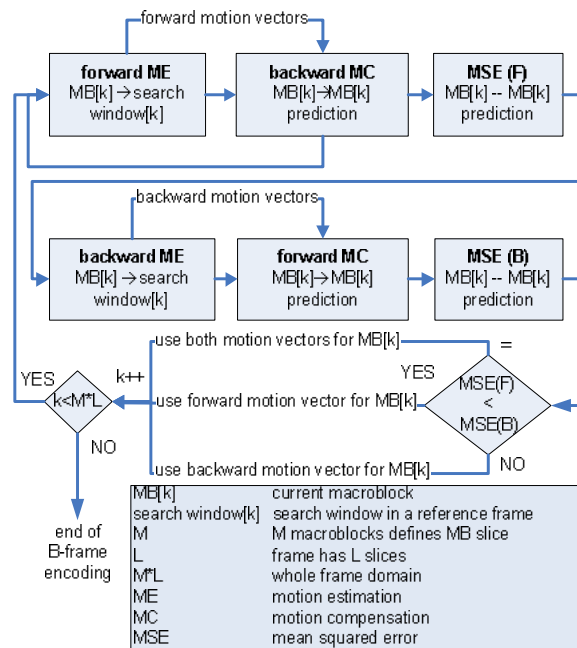 forward motion vectors
forward ME
MB[k] → search
window[k]
backward MC
MB[k]→MB[k]
prediction
MSE (F)
MB[k] -- MB[k]
prediction
backward motion vectors
backward ME
MB[k] → search
window[k]
forward MC
MB[k]→ MB[k]
prediction
MSE (B)
MB[k] -- MB[k]
prediction
use both motion vectors for MB[k]
=
YES
k++
YES
k<M*L
use forward motion vector for MB[k]
MSE(F)
<
MSE(B)
NO
NO
use backward motion vector for MB[k]
end of
B-frame
encoding
MB[k] current macroblock
search window[k] search window in a reference frame
M M macroblocks defines MB slice
L frame has L slices
M*L whole frame domain
ME motion estimation
MC motion compensation
MSE mean squared error